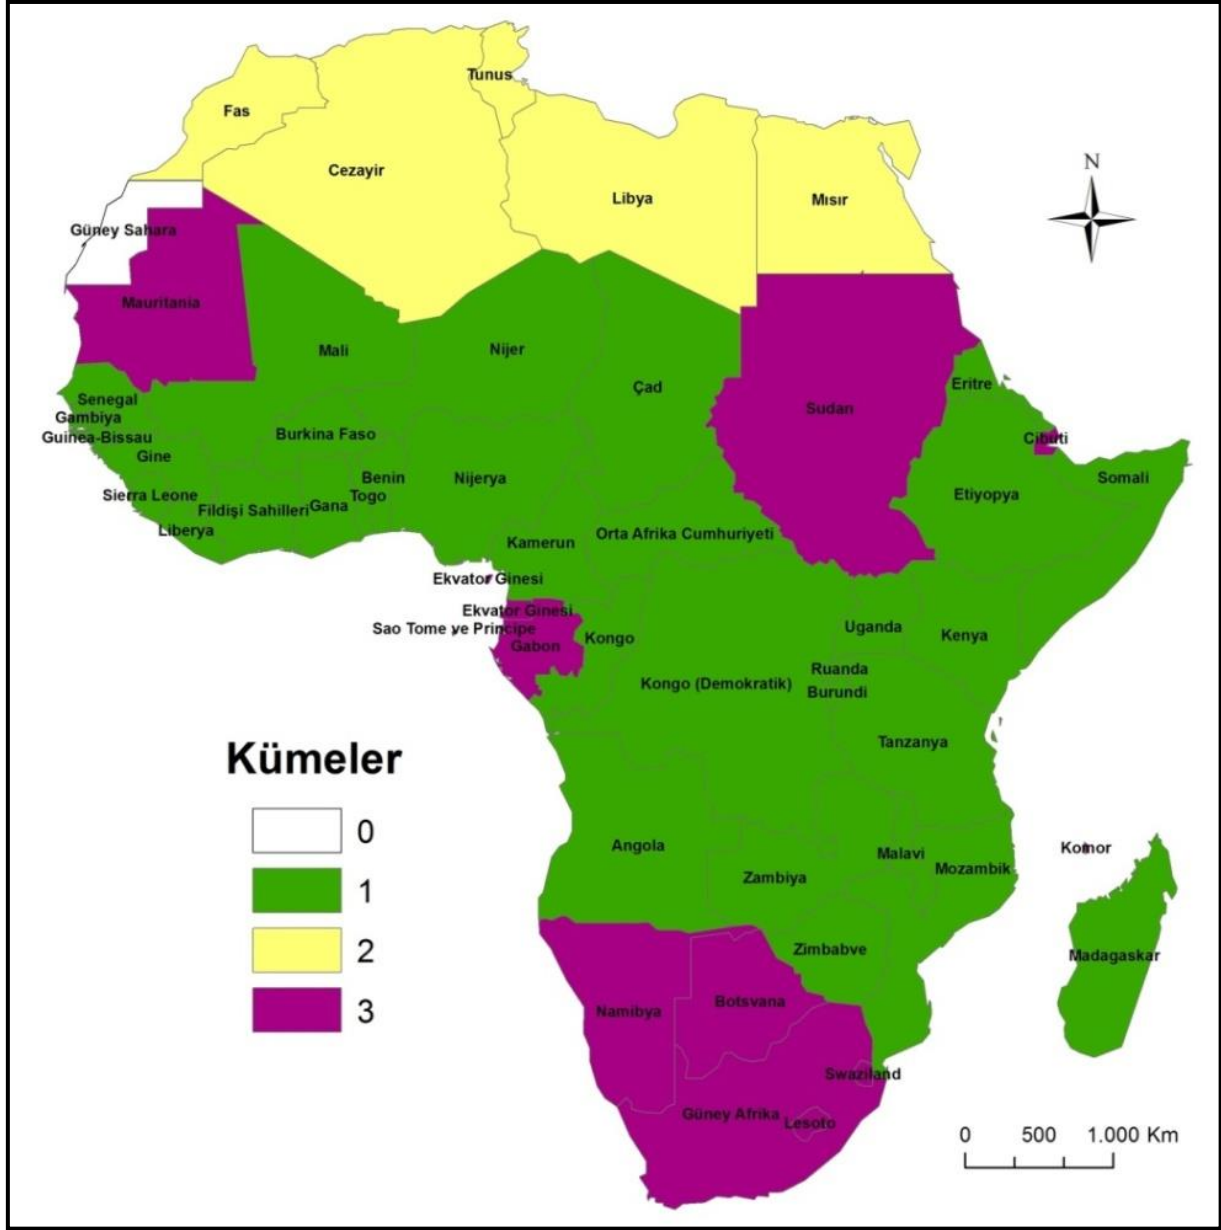 Tunus
Fas
Cezayir
N
Libya
Mısır
Güney Sahara
Mauritania
Mali
Nijer
Çad
Eritre
Senegal
Sudan
Gambiya
Burkina Faso
Guinea-Bissau
Cibuti
Gine
Benin
Nijerya
Somali
Sierra Leone
Togo
Etiyopya
Fildişi Sahilleri
Gana
Liberya
Orta Afrika Cumhuriyeti
Kamerun
Ekvator Ginesi
Ekvator Ginesi
Sao Tome ve Principe
Uganda
Kenya
Kongo
Gabon
Ruanda
Kongo (Demokratik)
Burundi
Tanzanya
Kümeler
0
1
2
3
Angola
Malavi
Komor
Mozambik
Zambiya
Zimbabve
Madagaskar
Botsvana
Namibya
Swaziland
Güney Afrika
Lesoto
0 500 1.000 Km